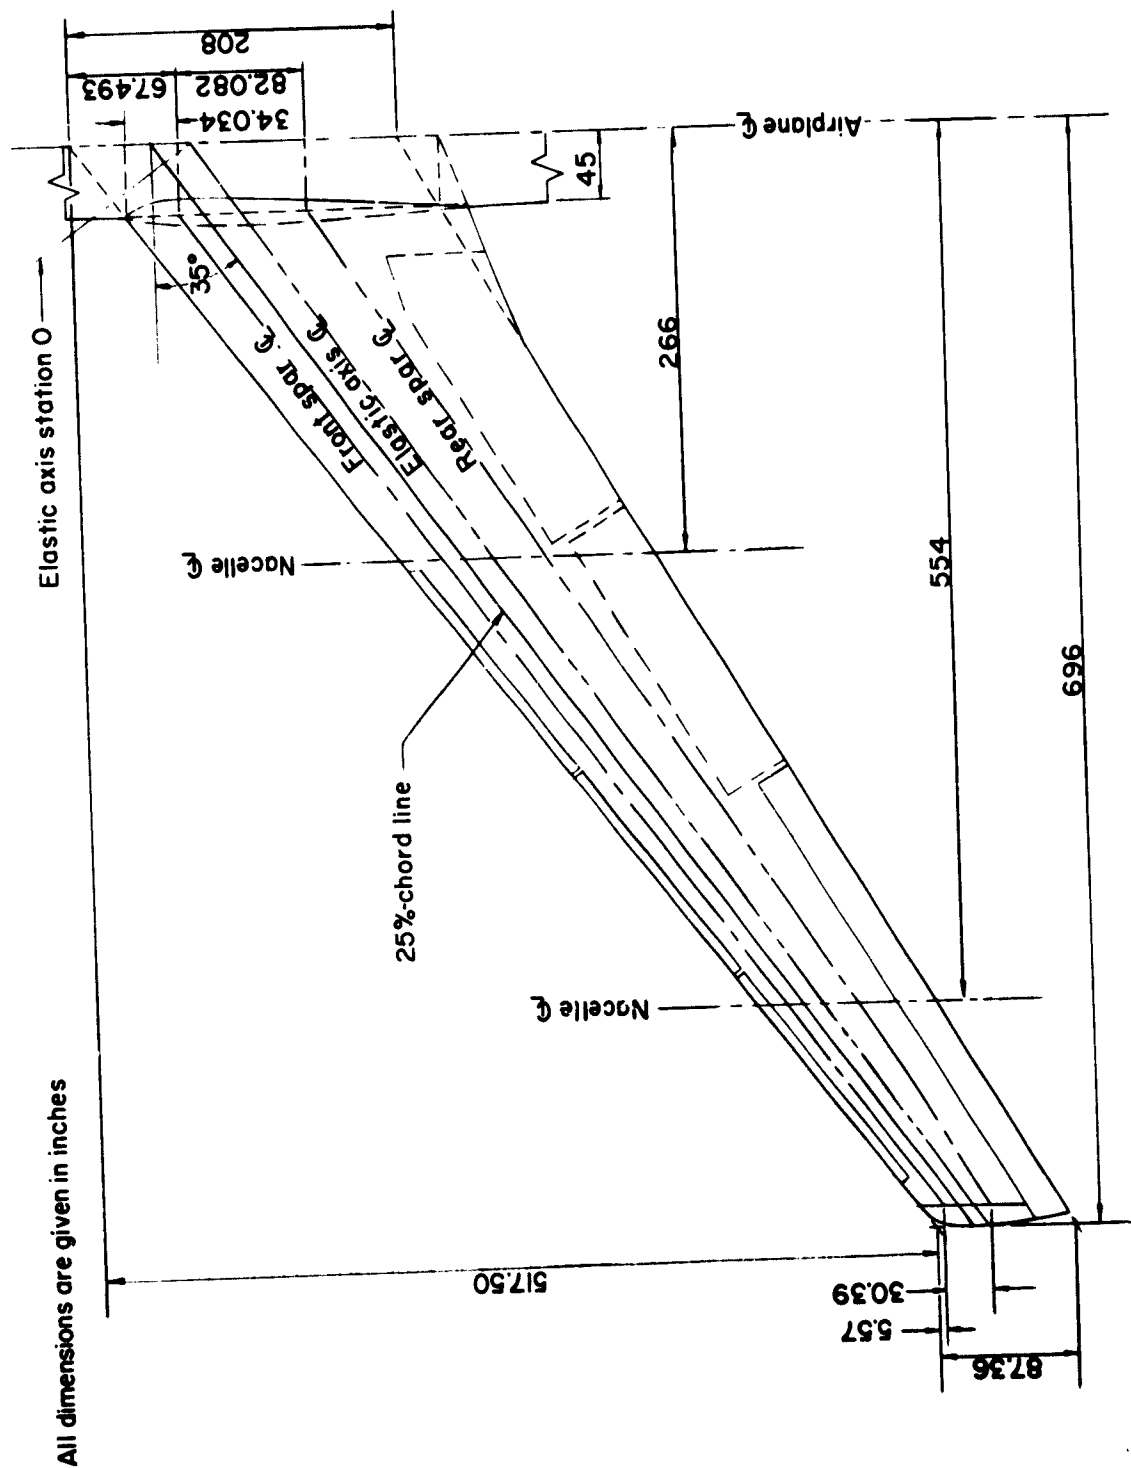 All dimensions are given in inches
Elastic axis station 0
208
67.493
82.082
34.034
Airplane ℄
45
35°
Front spar ℄
Elastic axis ℄
Rear spar ℄
266
Nacelle ℄
554
696
25%-chord line
Nacelle ℄
517.50
30.39
5.57
87.36